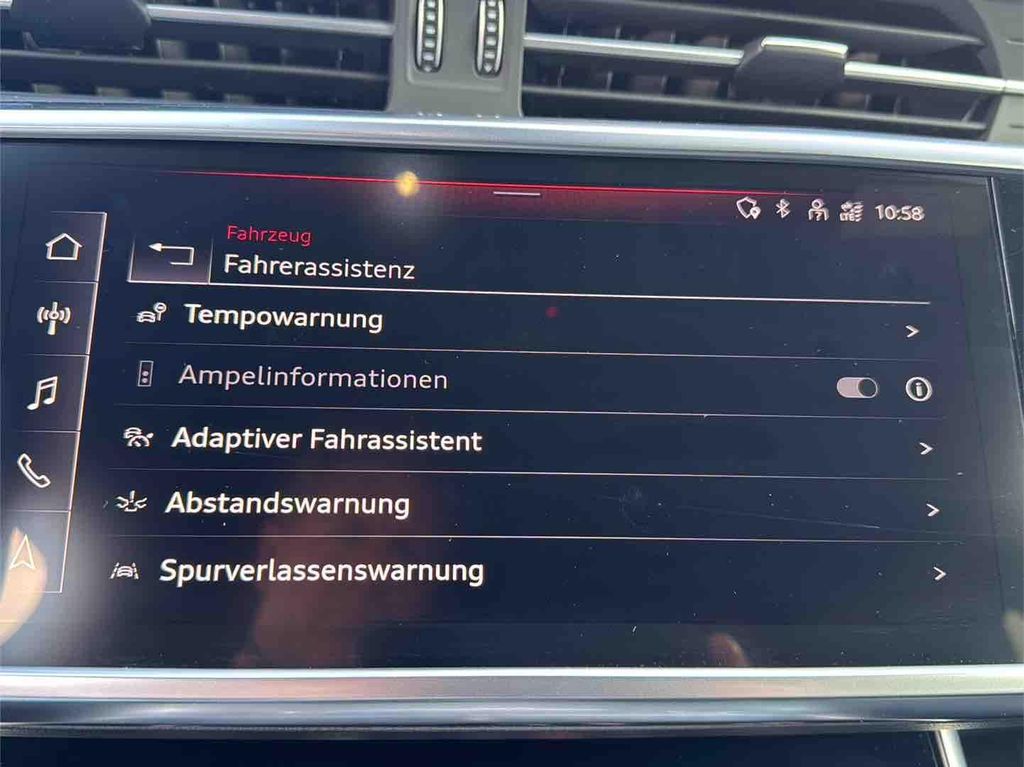 10:58
Fahrzeug
Fahrerassistenz
Tempowarnung
Ampelinformationen
Adaptiver Fahrassistent
Abstandswarnung
Spurverlassenswarnung